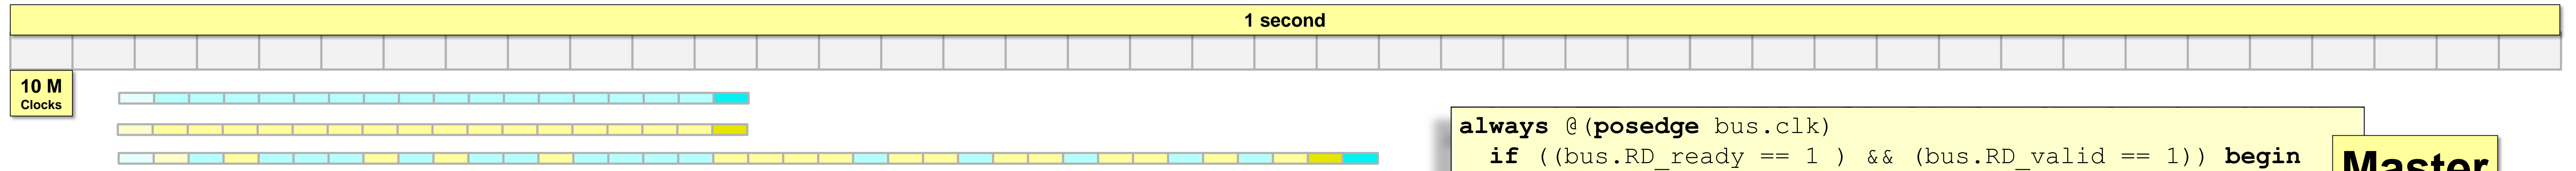 1 second
10 M
Clocks
always @(posedge bus.clk)
if ((bus.RD_ready == 1 ) && (bus.RD_valid == 1)) begin
Master